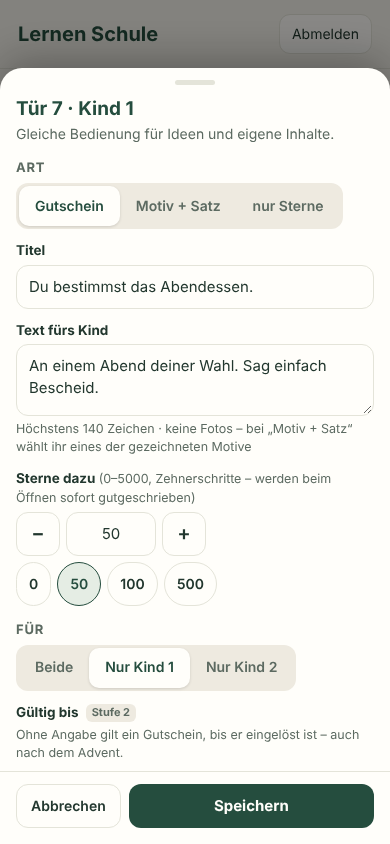 Lernen Schule
Abmelden
Tür 7 · Kind 1
Gleiche Bedienung für Ideen und eigene Inhalte.
ART
Gutschein
Motiv + Satz
nur Sterne
Titel
Du bestimmst das Abendessen.
Text fürs Kind
An einem Abend deiner Wahl. Sag einfach
Bescheid.
Höchstens 140 Zeichen · keine Fotos – bei „Motiv + Satz“
wählt ihr eines der gezeichneten Motive
Sterne dazu (0–5000, Zehnerschritte – werden beim
Öffnen sofort gutgeschrieben)
− 50 +
0 50 100 500
FÜR
Beide
Nur Kind 1
Nur Kind 2
Gültig bis Stufe 2
Ohne Angabe gilt ein Gutschein, bis er eingelöst ist – auch
nach dem Advent.
Abbrechen
Speichern